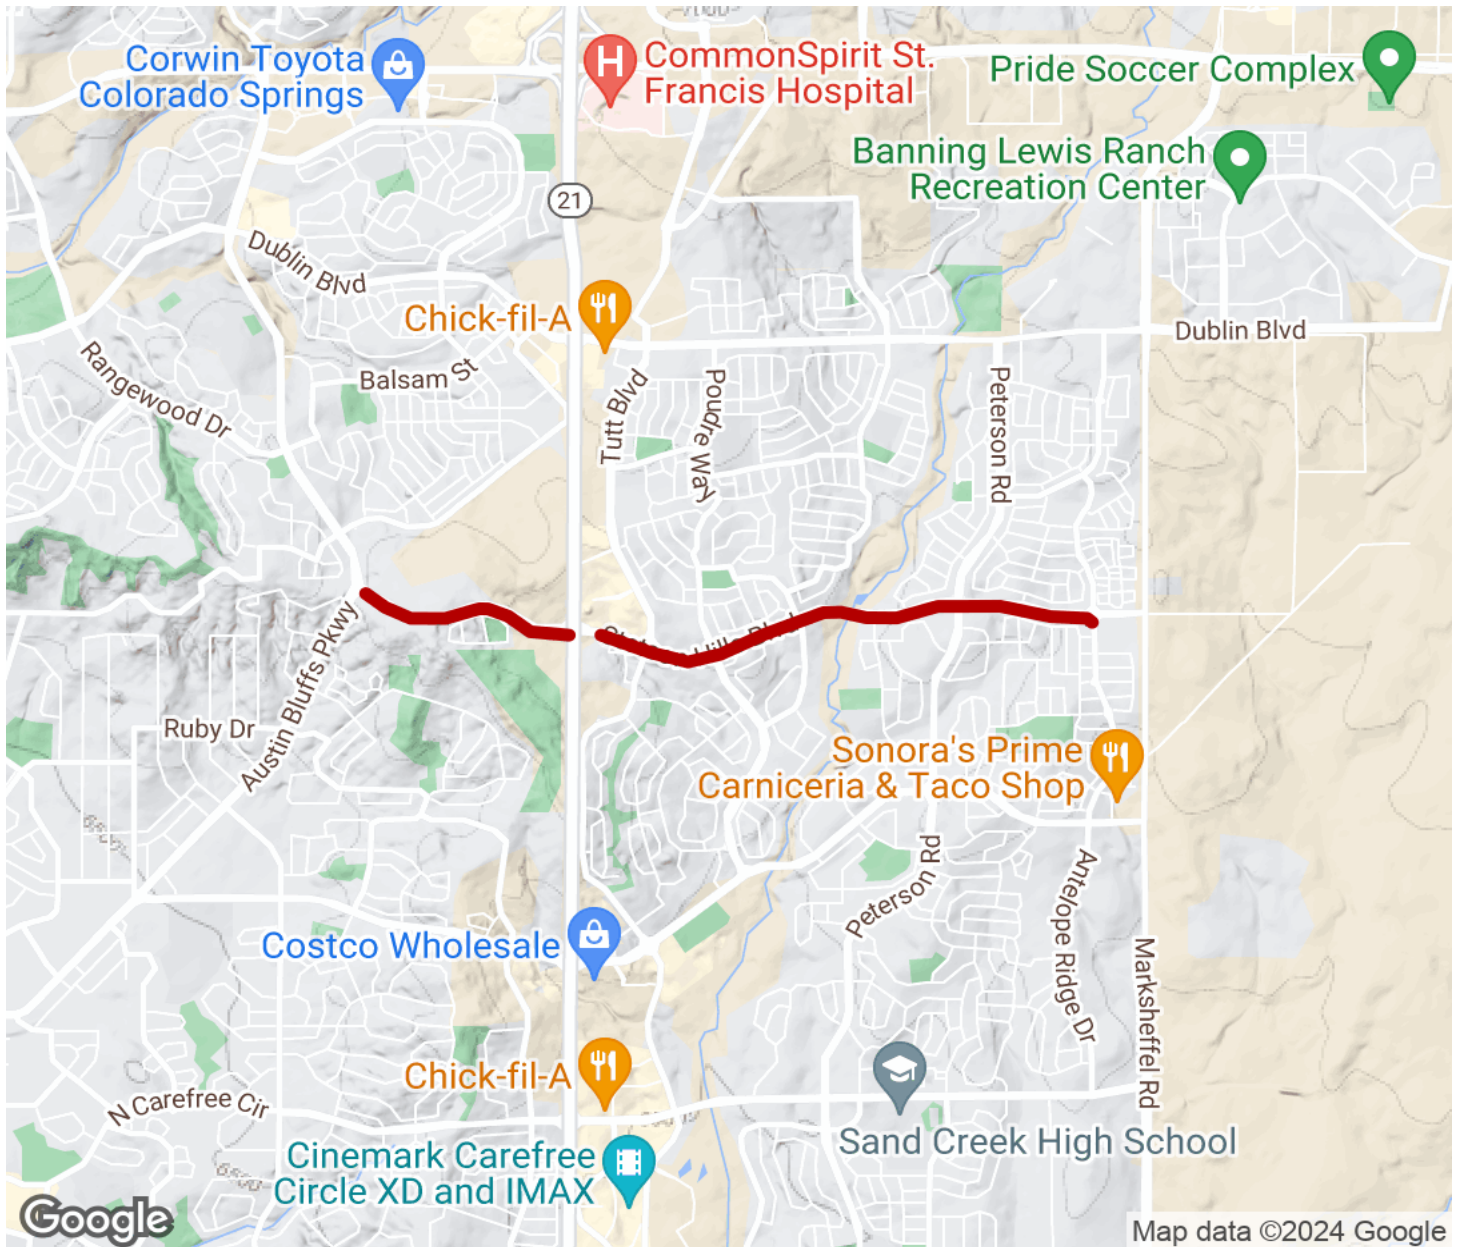 Corwin Toyota
Colorado Springs
CommonSpirit St.
Francis Hospital
Pride Soccer Complex
Banning Lewis Ranch
Recreation Center
21
Dublin Blvd
Chick-fil-A
Dublin Blvd
Rangewood Dr
Balsam St
Tutt Blvd
Poudre Way
Peterson Rd
Austin Bluffs Pkwy
Ruby Dr
Sonora's Prime
Carniceria & Taco Shop
Peterson Rd
Antelope Ridge Dr
Marksheffel Rd
Costco Wholesale
Chick-fil-A
N Carefree Cir
Sand Creek High School
Cinemark Carefree
Circle XD and IMAX
Google
Map data ©2024 Google